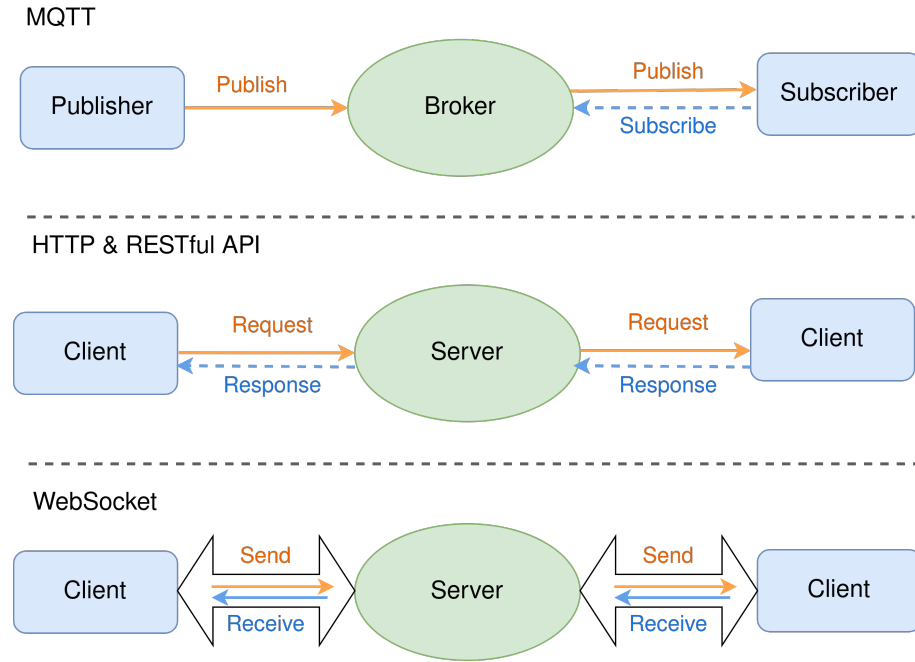 MQTT
Publisher
Publish
Broker
Publish
Subscribe
Subscriber
HTTP & RESTful API
Client
Request
Response
Server
Request
Response
Client
WebSocket
Client
Send
Receive
Server
Send
Receive
Client